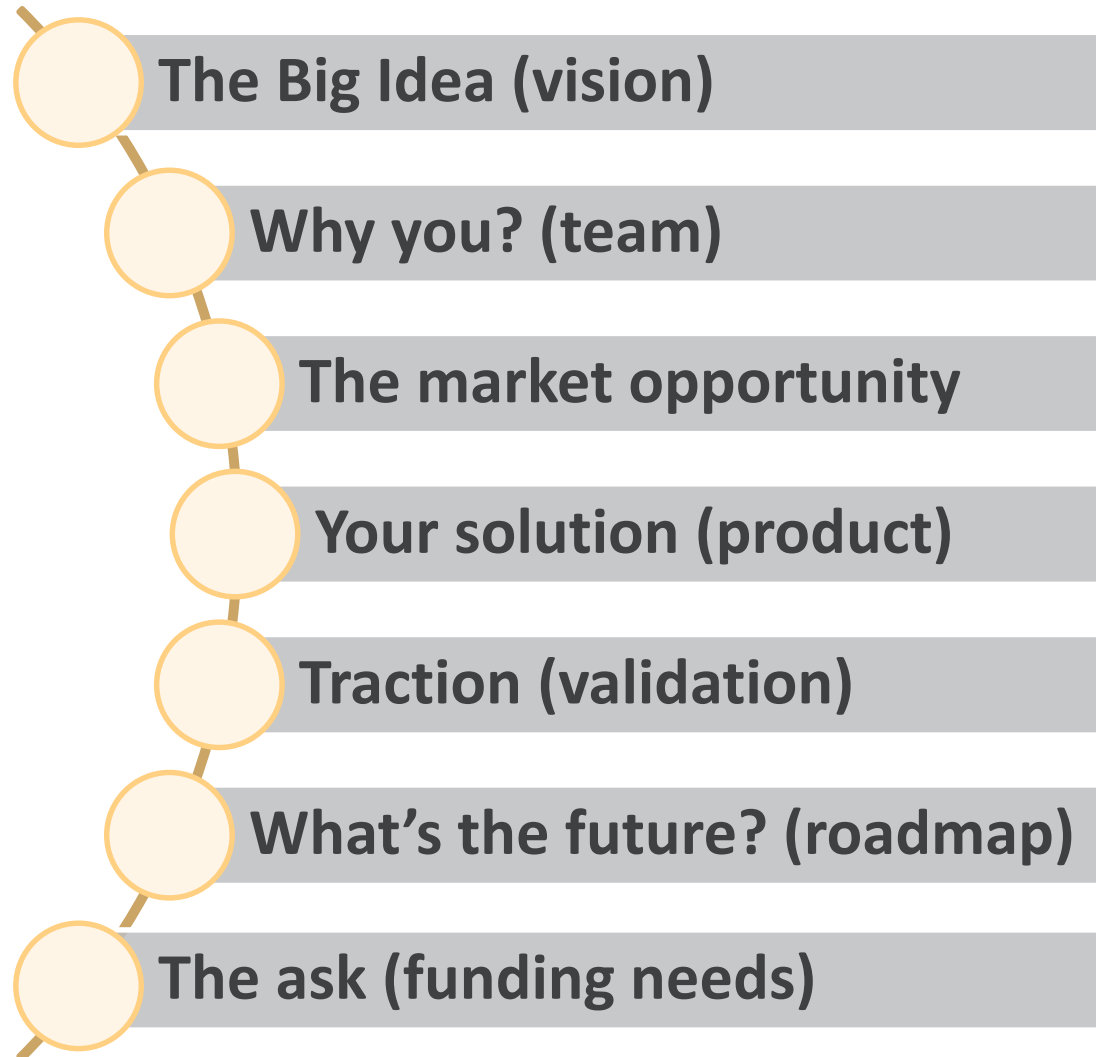 The Big Idea (vision)
Why you? (team)
The market opportunity
Your solution (product)
Traction (validation)
What’s the future? (roadmap)
The ask (funding needs)